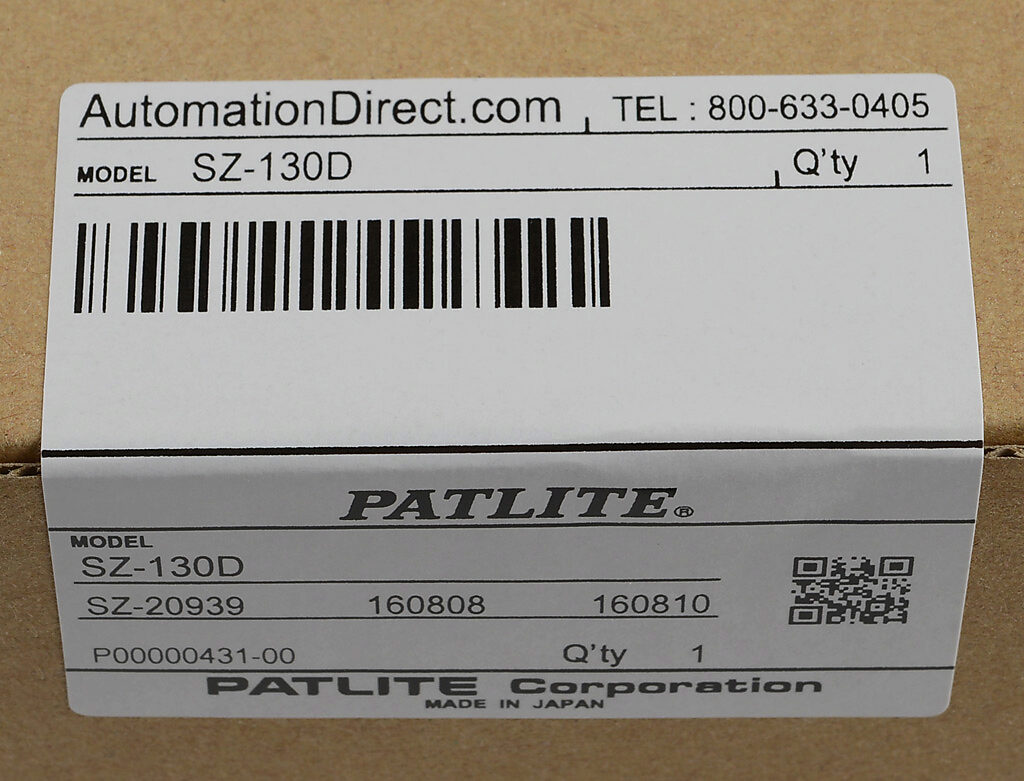 AutomationDirect.com TEL : 800-633-0405
MODEL SZ-130D Q'ty 1
PATLITE®
MODEL
SZ-130D
SZ-20939 160808 160810
P00000431-00 Q'ty 1
PATLITE Corporation
MADE IN JAPAN